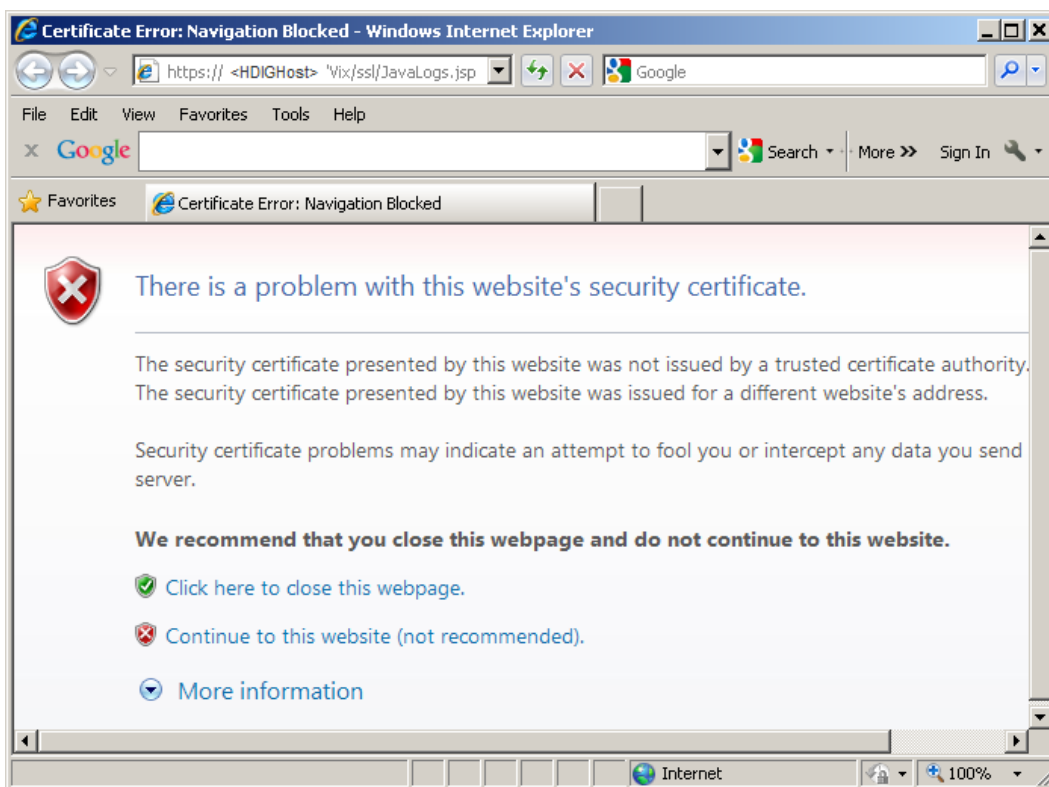 Certificate Error: Navigation Blocked - Windows Internet Explorer
https:// <HDIGHost> 'Vix/ssl/JavaLogs.jsp Google
File Edit View Favorites Tools Help
x Google Search More >> Sign In
Favorites Certificate Error: Navigation Blocked
There is a problem with this website's security certificate.
The security certificate presented by this website was not issued by a trusted certificate authority.
The security certificate presented by this website was issued for a different website's address.
Security certificate problems may indicate an attempt to fool you or intercept any data you send
server.
We recommend that you close this webpage and do not continue to this website.
Click here to close this webpage.
Continue to this website (not recommended).
More information
Internet 100%